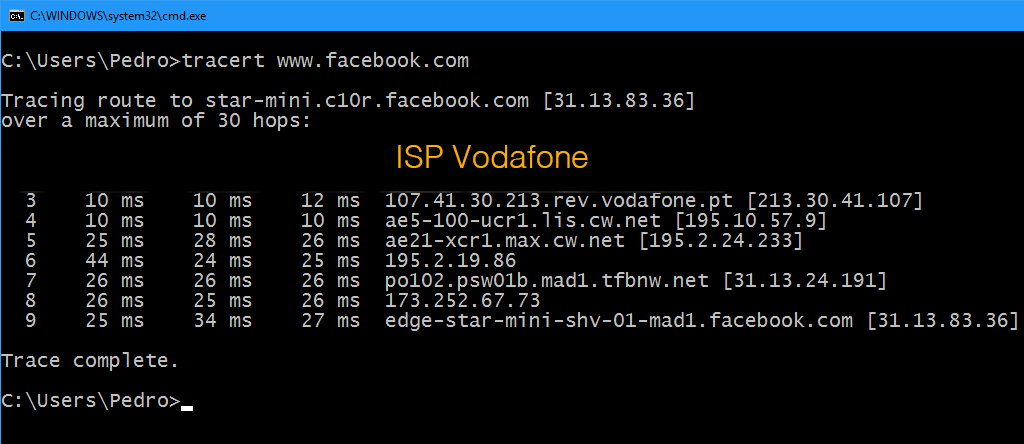 C:\WINDOWS\system32\cmd.exe
C:\Users\Pedro>tracert www.facebook.com
Tracing route to star-mini.c10r.facebook.com [31.13.83.36]
over a maximum of 30 hops:
ISP Vodafone
3 10 ms 10 ms 12 ms 107.41.30.213.rev.vodafone.pt [213.30.41.107]
4 10 ms 10 ms 10 ms ae5-100-ucr1.lis.cw.net [195.10.57.9]
5 25 ms 28 ms 26 ms ae21-xcr1.max.cw.net [195.2.24.233]
6 44 ms 24 ms 25 ms 195.2.19.86
7 26 ms 26 ms 26 ms po102.psw01b.mad1.tfbnw.net [31.13.24.191]
8 26 ms 25 ms 26 ms 173.252.67.73
9 25 ms 34 ms 27 ms edge-star-mini-shv-01-mad1.facebook.com [31.13.83.36]
Trace complete.
C:\Users\Pedro>